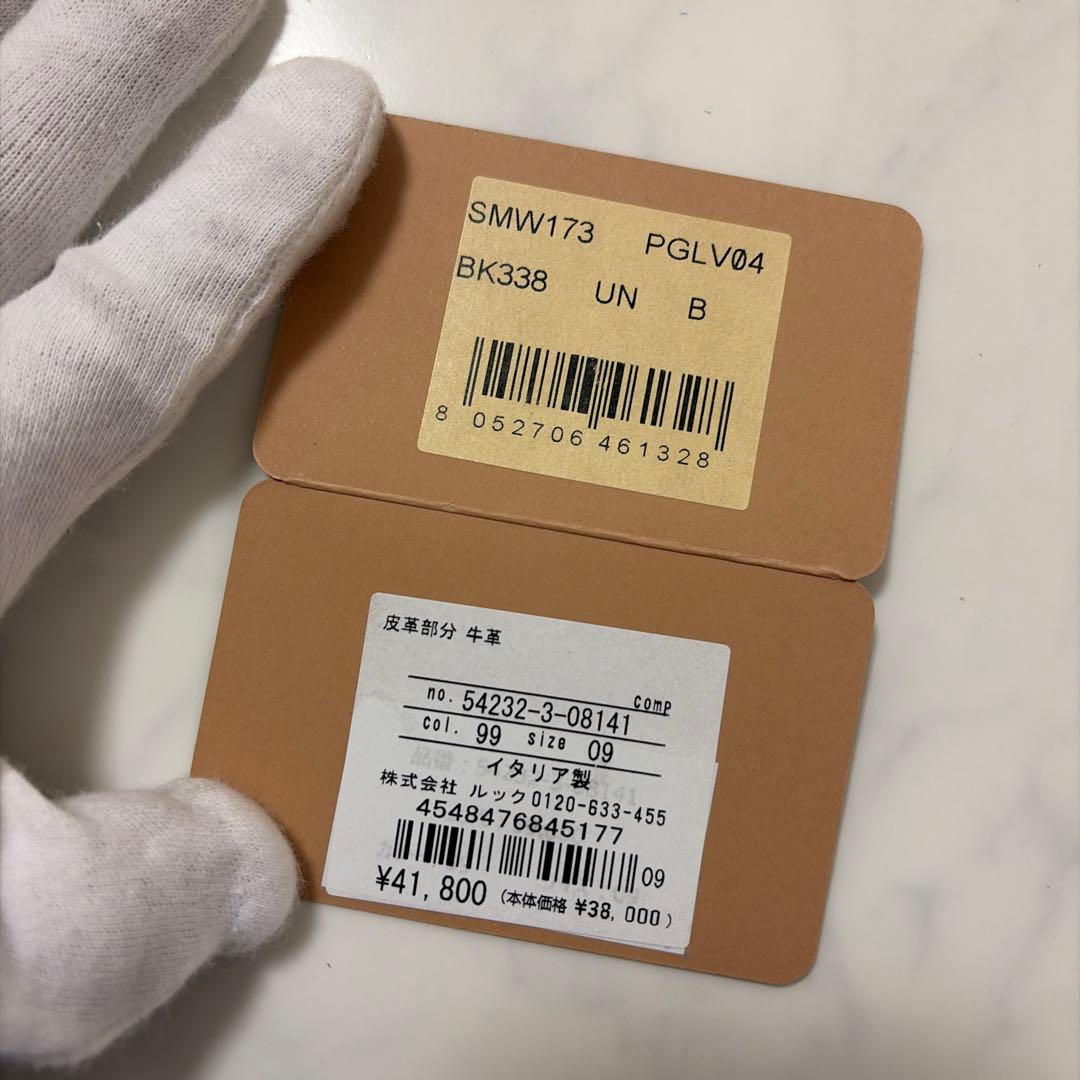 SMW173 PGLV04
BK338 UN B
8 052706 461328
皮革部分 牛革
comp
no. 54232-3-08141
col. 99 size 09
イタリア製
株式会社 ルック 0120-633-455
4548476845177
09
¥41,800 (本体価格 ¥38,000)